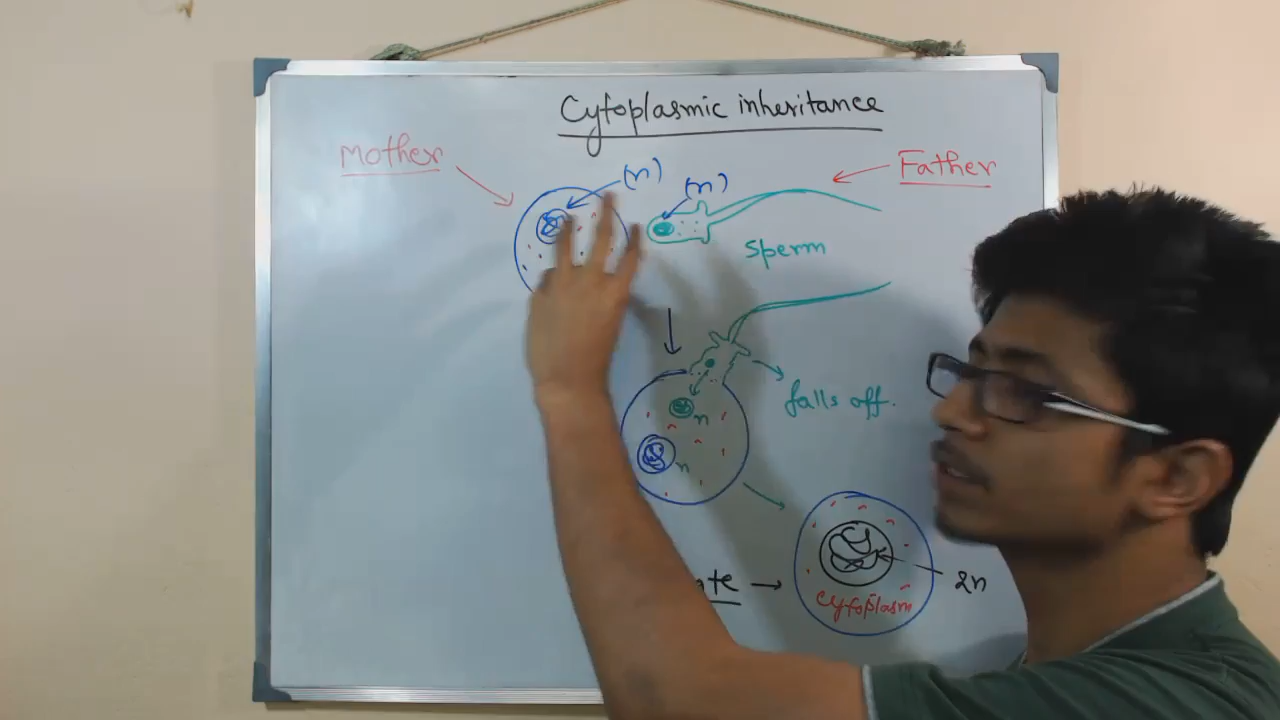 Cytoplasmic inheritance
Mother
Father
(n)
(n)
Sperm
falls off.
n
n
2n
cytoplasm